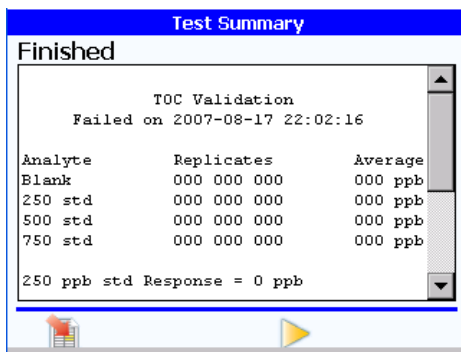 Test Summary
Finished
TOC Validation
Failed on 2007-08-17 22:02:16
Analyte Replicates Average
Blank 000 000 000 000 ppb
250 std 000 000 000 000 ppb
500 std 000 000 000 000 ppb
750 std 000 000 000 000 ppb
250 ppb std Response = 0 ppb